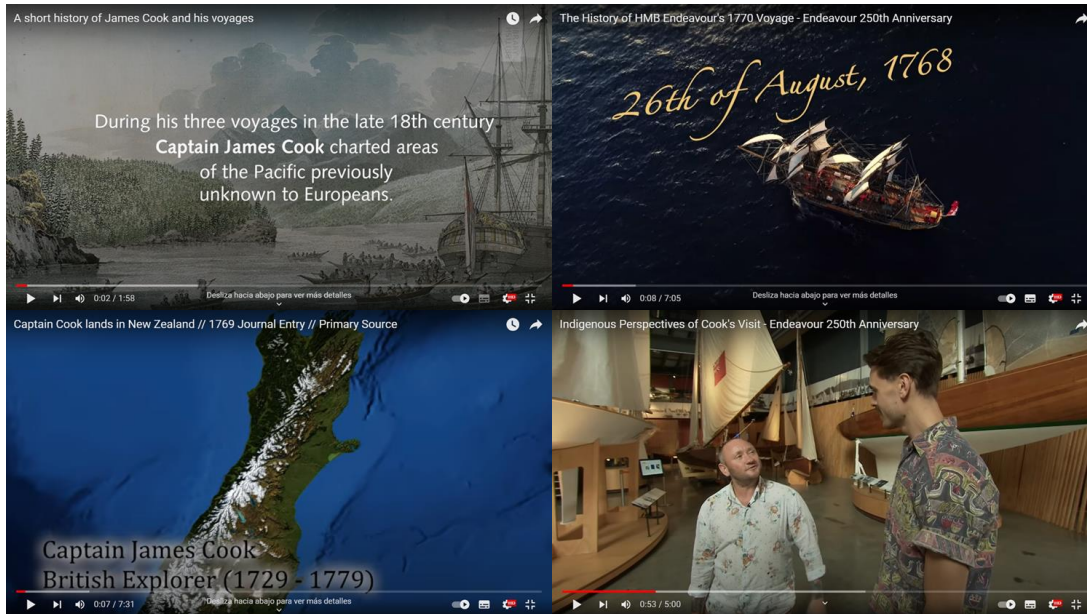 A short history of James Cook and his voyages
During his three voyages in the late 18th century
Captain James Cook charted areas
of the Pacific previously
unknown to Europeans.
0:02 / 1:58
Desliza hacia abajo para ver más detalles
The History of HMB Endeavour's 1770 Voyage - Endeavour 250th Anniversary
26th of August, 1768
0:08 / 7:05
Desliza hacia abajo para ver más detalles
Captain Cook lands in New Zealand // 1769 Journal Entry // Primary Source
Captain James Cook
British Explorer (1729 - 1779)
0:07 / 7:31
Desliza hacia abajo para ver más detalles
Indigenous Perspectives of Cook's Visit - Endeavour 250th Anniversary
0:53 / 5:00